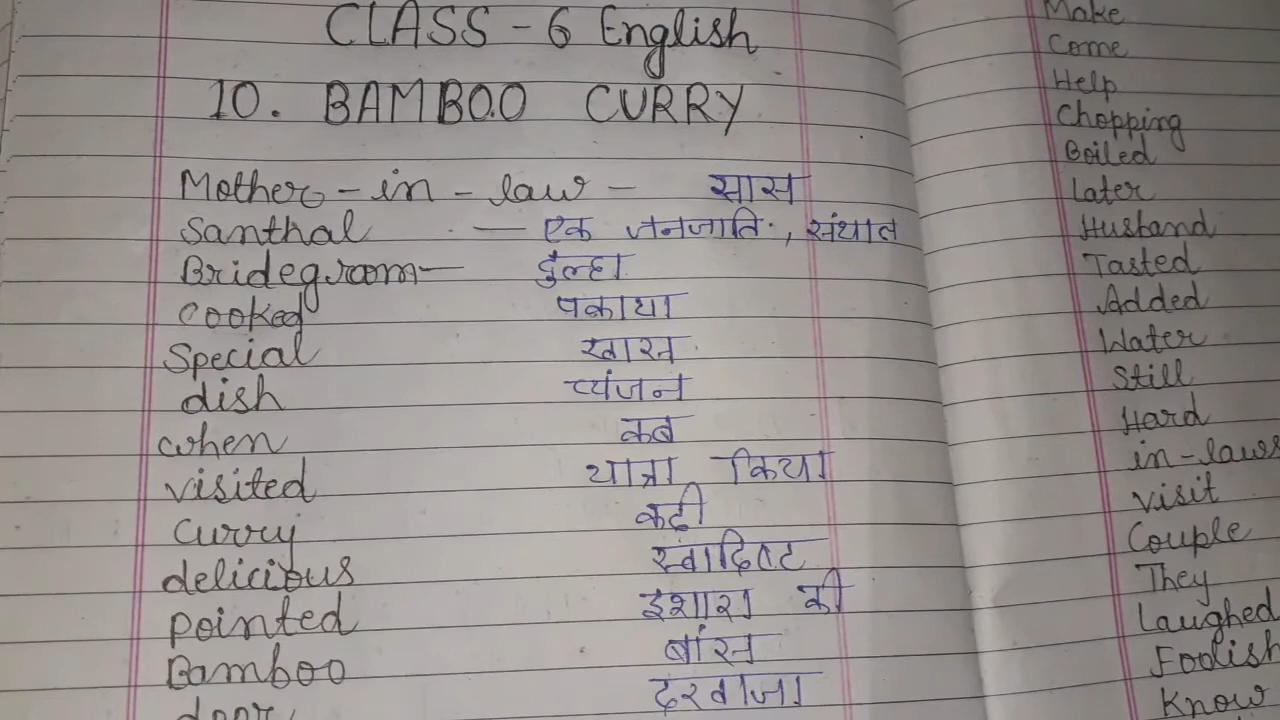 CLASS - 6 English
10. BAMBOO CURRY
Mother-in-law - सास
Santhal - एक जनजाति, संथाल
Bridegroom - दुल्हा
Cooked पकाया
Special खास
dish व्यंजन
when कब
visited यात्रा किया
curry कढ़ी
delicious स्वादिष्ट
pointed इशारा की
Bamboo बांस
door दरवाजा
Make
Come
Help
Chopping
Boiled
Later
Husband
Tasted
Added
Water
Still
Hard
in-laws
visit
Couple
They
Laughed
Foolish
Know